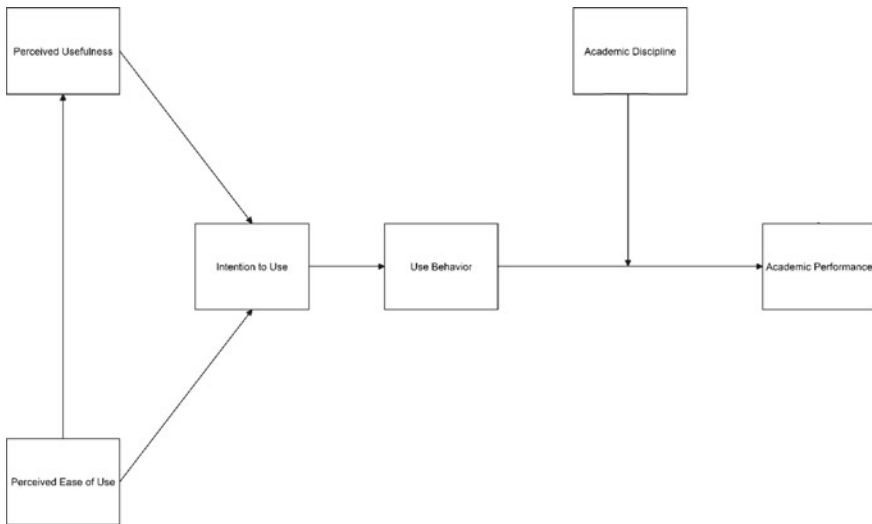 Perceived Usefulness
Academic Discipline
Intention to Use
Use Behavior
Academic Performance
Perceived Ease of Use